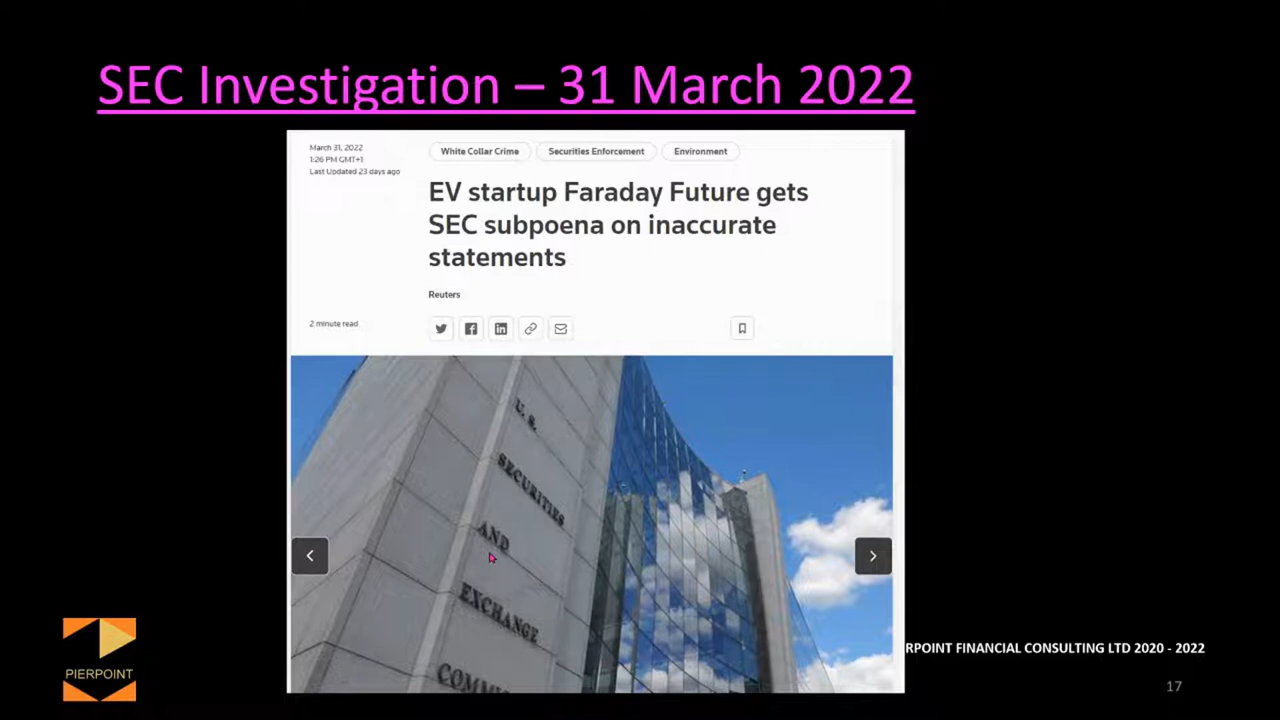 SEC Investigation – 31 March 2022
March 31, 2022
1:26 PM GMT+1
Last Updated 23 days ago
White Collar Crime
Securities Enforcement
Environment
EV startup Faraday Future gets
SEC subpoena on inaccurate
statements
Reuters
2 minute read
U.S.
SECURITIES
AND
EXCHANGE
PIERPOINT
RPOINT FINANCIAL CONSULTING LTD 2020 - 2022
17